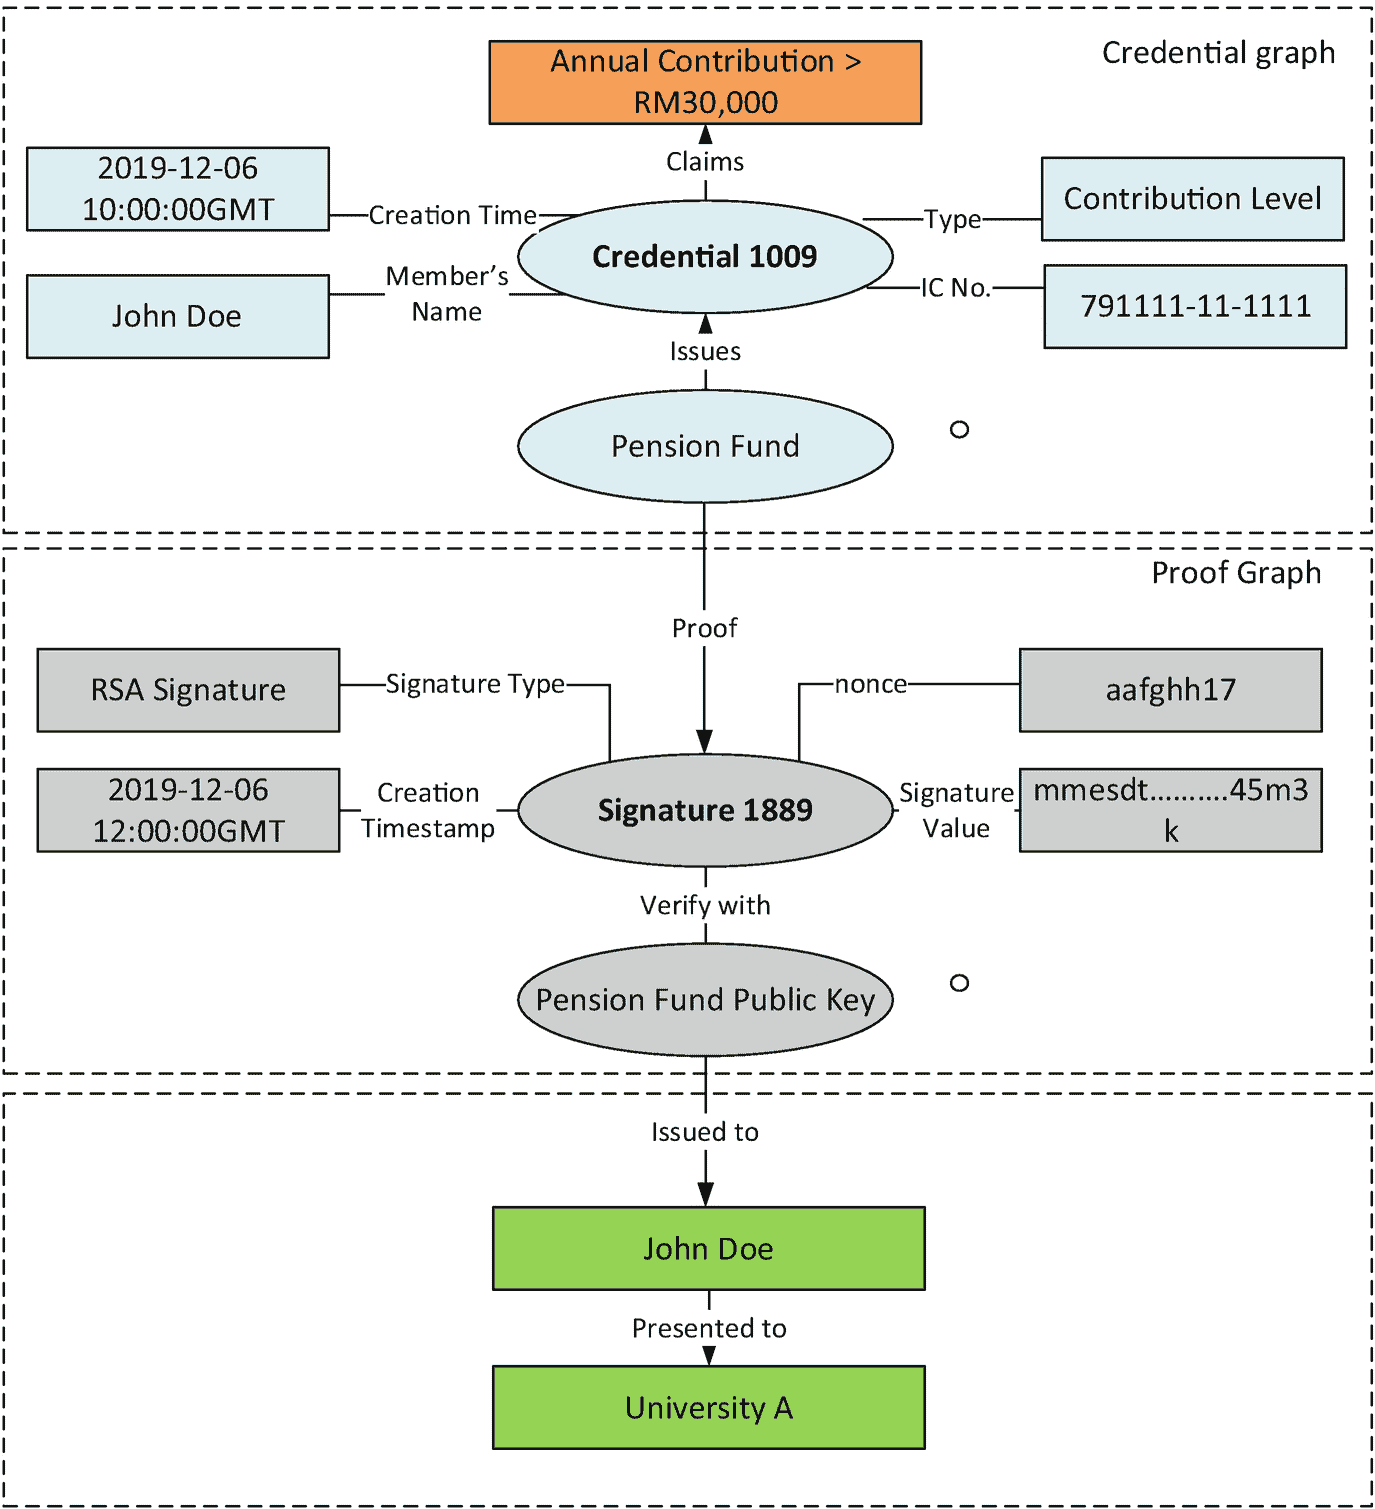 Credential graph
Annual Contribution >
RM30,000
Claims
2019-12-06
10:00:00GMT
Creation Time
Type
Contribution Level
Credential 1009
John Doe
Member's
Name
IC No.
791111-11-1111
Issues
Pension Fund
Proof Graph
Proof
RSA Signature
Signature Type
nonce
aafghh17
2019-12-06
12:00:00GMT
Creation
Timestamp
Signature 1889
Signature
Value
mmesdt..........45m3
k
Verify with
Pension Fund Public Key
Issued to
John Doe
Presented to
University A